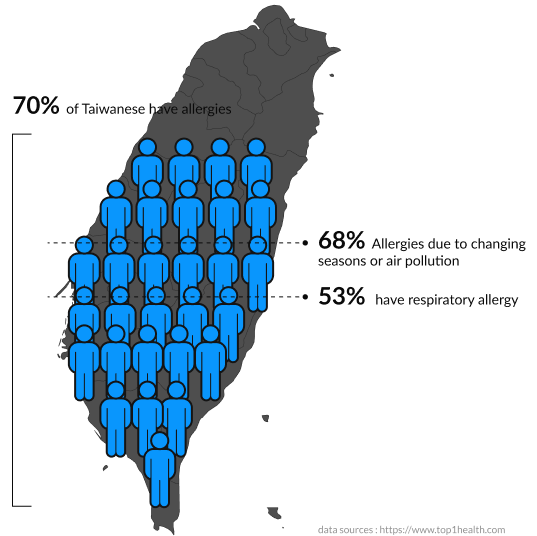 70% of Taiwanese have allergies
68% Allergies due to changing
seasons or air pollution
53% have respiratory allergy
data sources : https://www.top1health.com